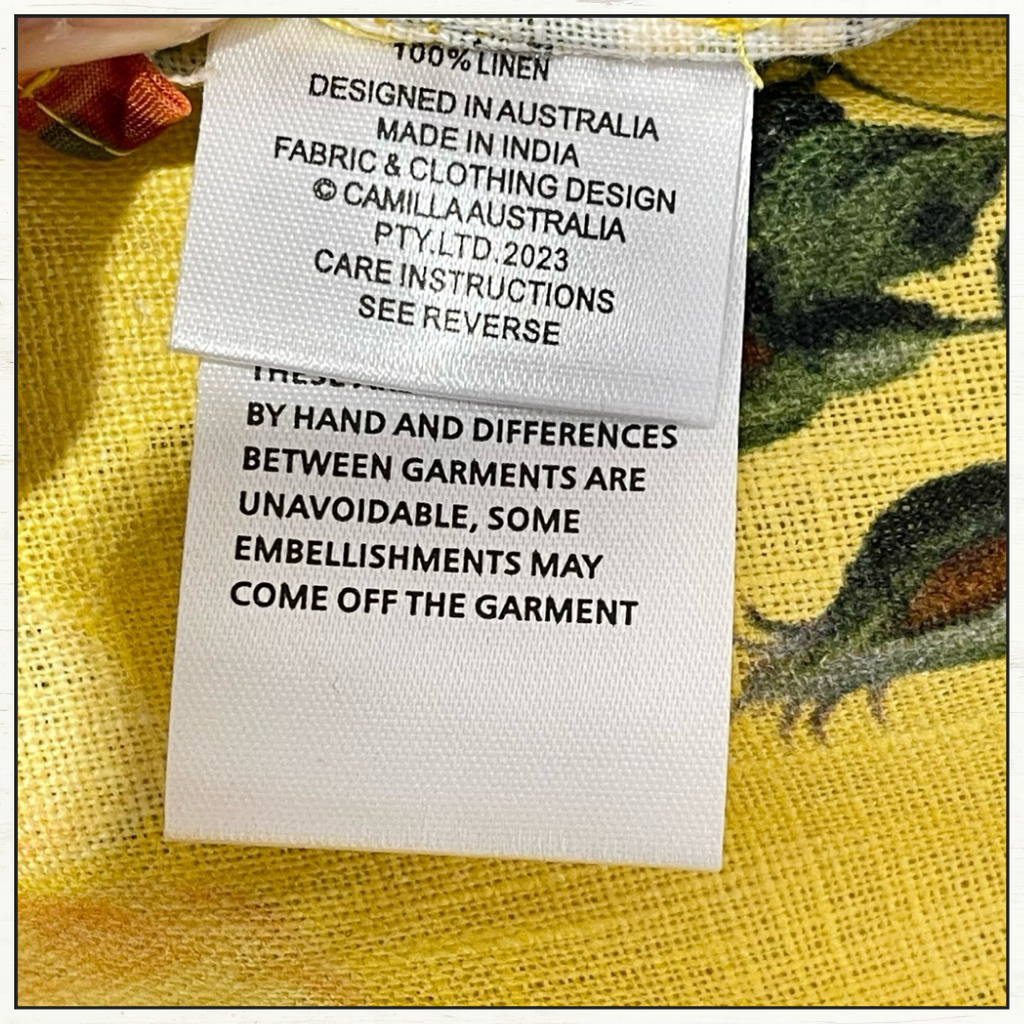 100% LINEN
DESIGNED IN AUSTRALIA
MADE IN INDIA
FABRIC & CLOTHING DESIGN
© CAMILLA AUSTRALIA
PTY.LTD.2023
CARE INSTRUCTIONS
SEE REVERSE
THESE
BY HAND AND DIFFERENCES
BETWEEN GARMENTS ARE
UNAVOIDABLE, SOME
EMBELLISHMENTS MAY
COME OFF THE GARMENT